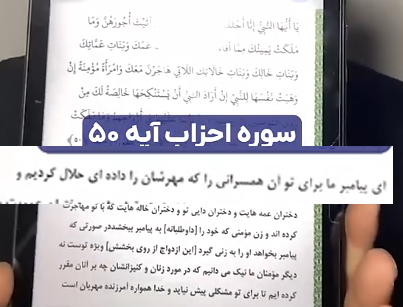 يَا أَيُّهَا النَّبِيُّ إِنَّا أَحْلَلْنَا آتَيْتَ أُجُورَهُنَّ وَمَا
مَلَكَتْ يَمِينُكَ مِمَّا أَفَاءَ عَمِّكَ وَبَنَاتِ عَمَّاتِكَ
وَبَنَاتِ خَالِكَ وَبَنَاتِ خَالَاتِكَ اللَّاتِي هَاجَرْنَ مَعَكَ وَامْرَأَةً مُؤْمِنَةً إِنْ
وَهَبَتْ نَفْسَهَا لِلنَّبِيِّ إِنْ أَرَادَ النَّبِيُّ أَنْ يَسْتَنْكِحَهَا خَالِصَةً لَكَ مِنْ
سوره احزاب آیه ۵۰
ای پیامبر ما برای تو آن همسرانی را که مهرشان را داده ای حلال کردیم و
دختران عمه هایت و دختران دایی تو و دختران خاله هایت که با تو مهاجرت
کرده اند و زن مؤمنی که خود را [داوطلبانه] به پیامبر ببخشد در صورتی که
پیامبر بخواهد او را به زنی گیرد [این ازدواج از روی بخشش] ویژه توست نه
دیگر مؤمنان ما نیک می دانیم که در مورد زنان و کنیزانشان چه بر آنان مقرر
کرده ایم تا برای تو مشکلی پیش نیاید و خدا همواره آمرزنده مهربان است